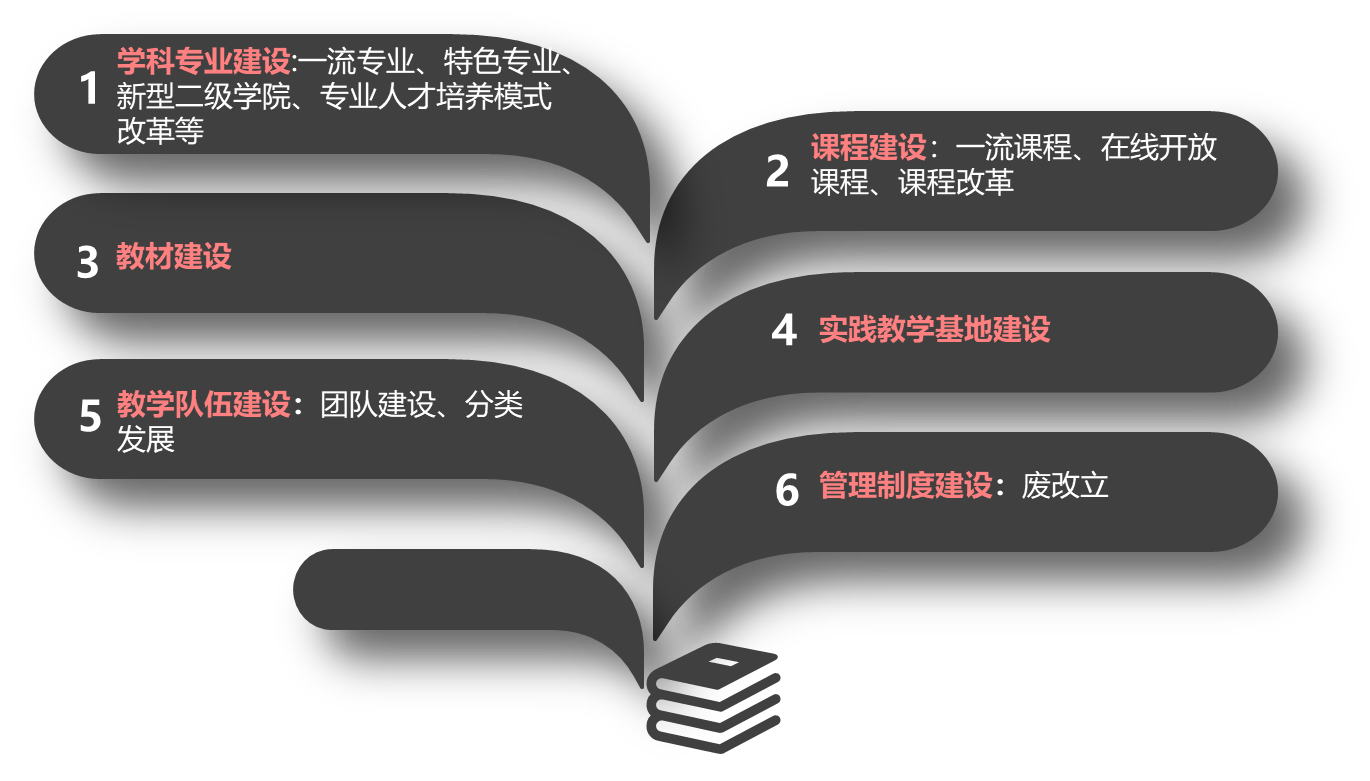 1
学科专业建设:一流专业、特色专业、
新型二级学院、专业人才培养模式
改革等
2
课程建设：一流课程、在线开放
课程、课程改革
3
教材建设
4
实践教学基地建设
5
教学队伍建设：团队建设、分类
发展
6
管理制度建设：废改立